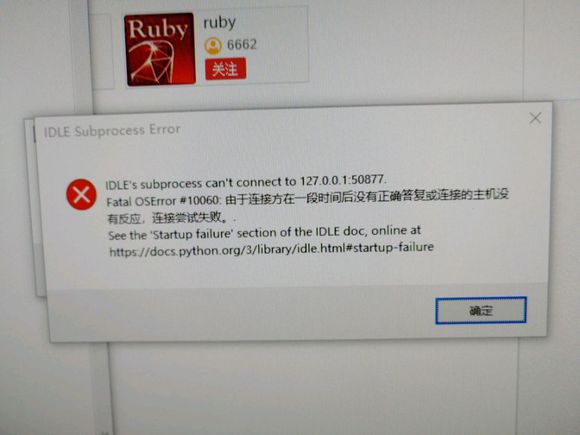 Ruby
ruby
6662
关注
IDLE Subprocess Error
IDLE's subprocess can't connect to 127.0.0.1:50877.
Fatal OSError #10060: 由于连接方在一段时间后没有正确答复或连接的主机没
有反应，连接尝试失败。.
See the 'Startup failure' section of the IDLE doc, online at
https://docs.python.org/3/library/idle.html#startup-failure
确定